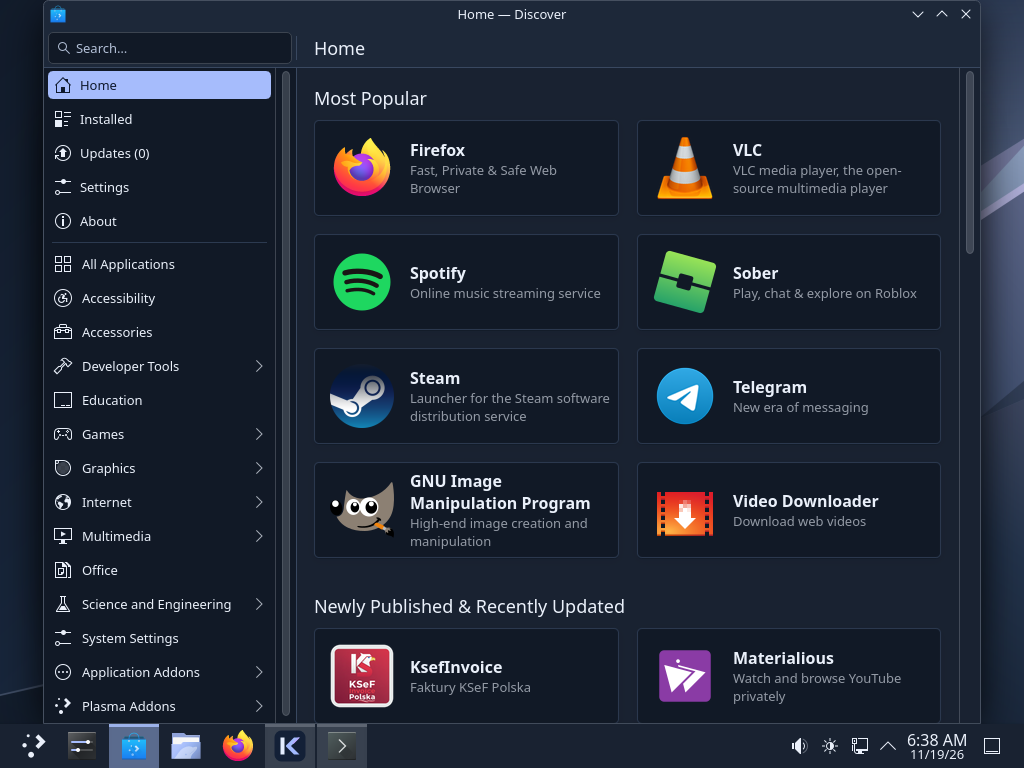 Home — Discover
Search...
Home
Home
Installed
Updates (0)
Settings
About
All Applications
Accessibility
Accessories
Developer Tools
Education
Games
Graphics
Internet
Multimedia
Office
Science and Engineering
System Settings
Application Addons
Plasma Addons
Most Popular
Firefox
Fast, Private & Safe Web
Browser
VLC
VLC media player, the open-
source multimedia player
Spotify
Online music streaming service
Sober
Play, chat & explore on Roblox
Steam
Launcher for the Steam software
distribution service
Telegram
New era of messaging
GNU Image
Manipulation Program
High-end image creation and
manipulation
Video Downloader
Download web videos
Newly Published & Recently Updated
K
KSeF
Polska
KsefInvoice
Faktury KSeF Polska
Materialious
Watch and browse YouTube
privately
K
6:38 AM
11/19/26